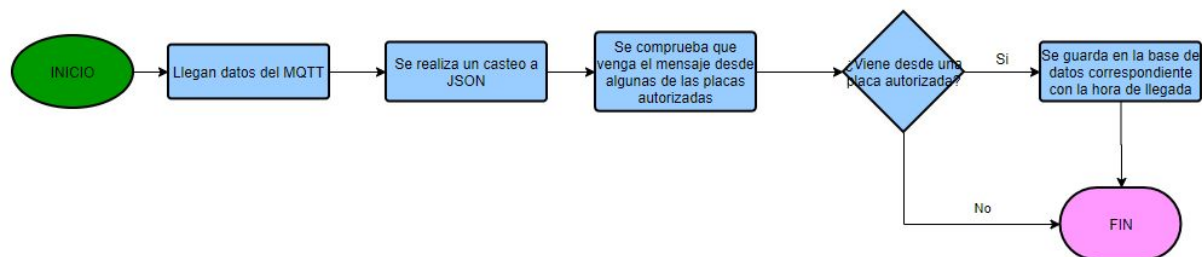 INICIO
Llegan datos del MQTT
Se realiza un casteo a
JSON
Se comprueba que
venga el mensaje desde
algunas de las placas
autorizadas
¿Viene desde una
placa autorizada?
Si
Se guarda en la base de
datos correspondiente
con la hora de llegada
No
FIN